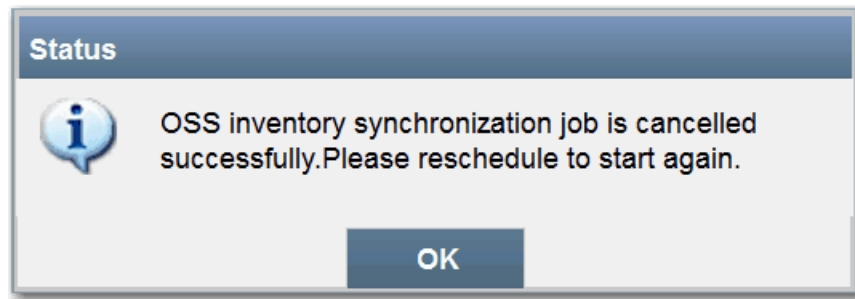 Status
OSS inventory synchronization job is cancelled
successfully.Please reschedule to start again.
OK